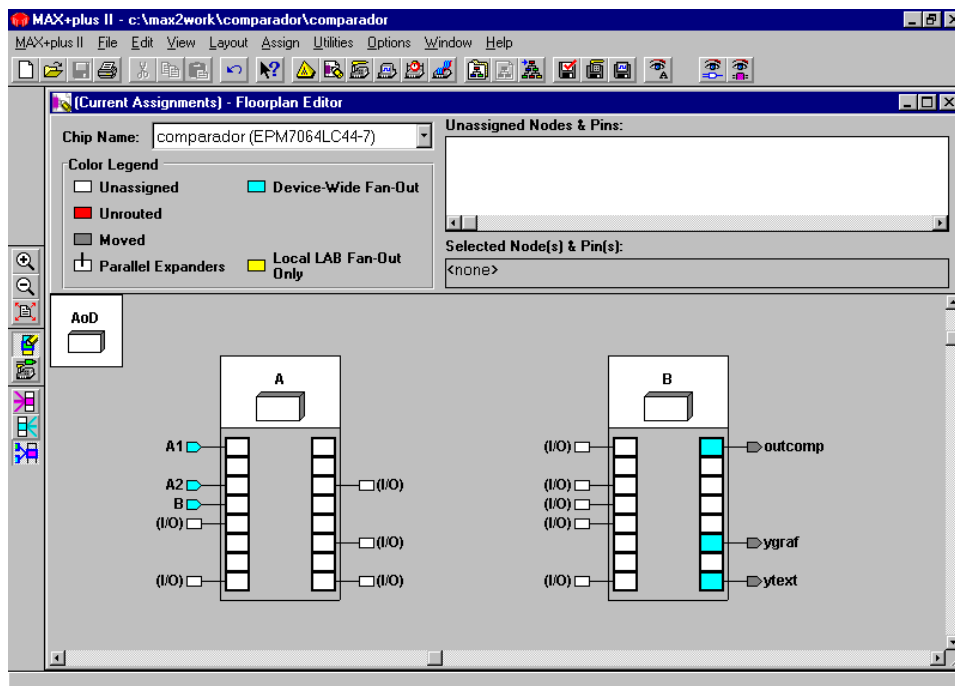 MAX+plus II - c:\max2work\comparador\comparador
MAX+plus II File Edit View Layout Assign Utilities Options Window Help
(Current Assignments) - Floorplan Editor
Chip Name: comparador (EPM7064LC44-7)
Color Legend
Unassigned
Device-Wide Fan-Out
Unrouted
Moved
Parallel Expanders
Local LAB Fan-Out
Only
Unassigned Nodes & Pins:
Selected Node(s) & Pin(s):
<none>
AoD
A
A1
A2
B
(I/O)
(I/O)
(I/O)
(I/O)
(I/O)
B
(I/O)
(I/O)
(I/O)
(I/O)
(I/O)
outcomp
ygraf
ytext